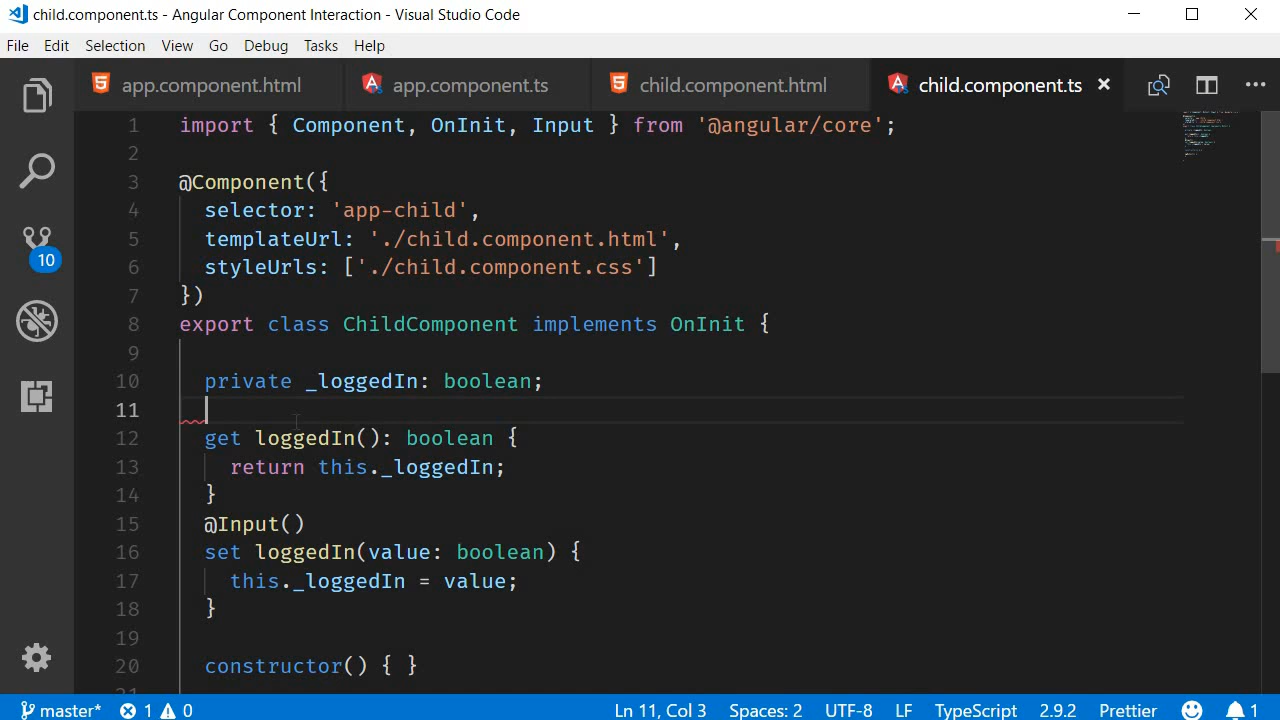 child.component.ts - Angular Component Interaction - Visual Studio Code
File Edit Selection View Go Debug Tasks Help
app.component.html app.component.ts child.component.html child.component.ts
1 import { Component, OnInit, Input } from '@angular/core';
2
3 @Component({
4 selector: 'app-child',
5 templateUrl: './child.component.html',
6 styleUrls: ['./child.component.css']
7 })
8 export class ChildComponent implements OnInit {
9
10 private _loggedIn: boolean;
11
12 get loggedIn(): boolean {
13 return this._loggedIn;
14 }
15 @Input()
16 set loggedIn(value: boolean) {
17 this._loggedIn = value;
18 }
19
20 constructor() { }
10
master* 1 0 Ln 11, Col 3 Spaces: 2 UTF-8 LF TypeScript 2.9.2 Prettier 1